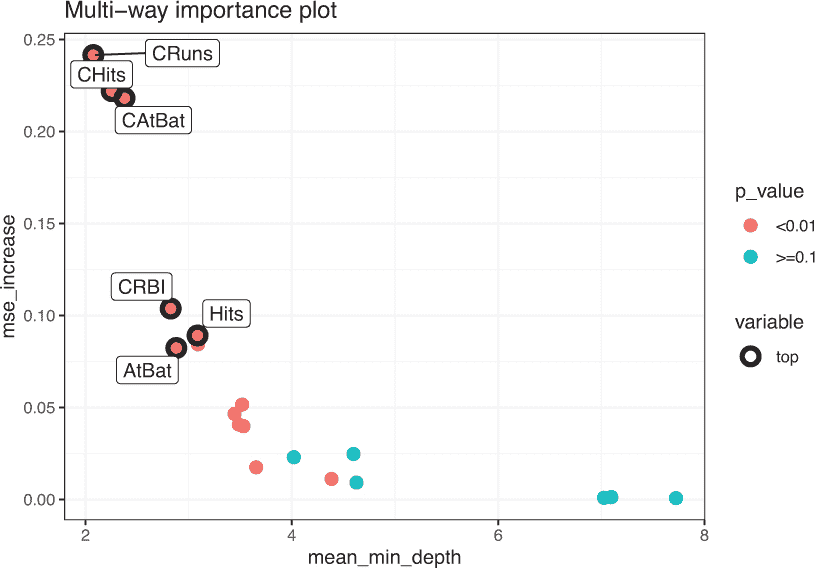 Multi−way importance plot
0.25
0.20
0.15
0.10
0.05
0.00
mse_increase
CRuns
CHits
CAtBat
CRBI
Hits
AtBat
2
4
6
8
mean_min_depth
p_value
<0.01
>=0.1
variable
top